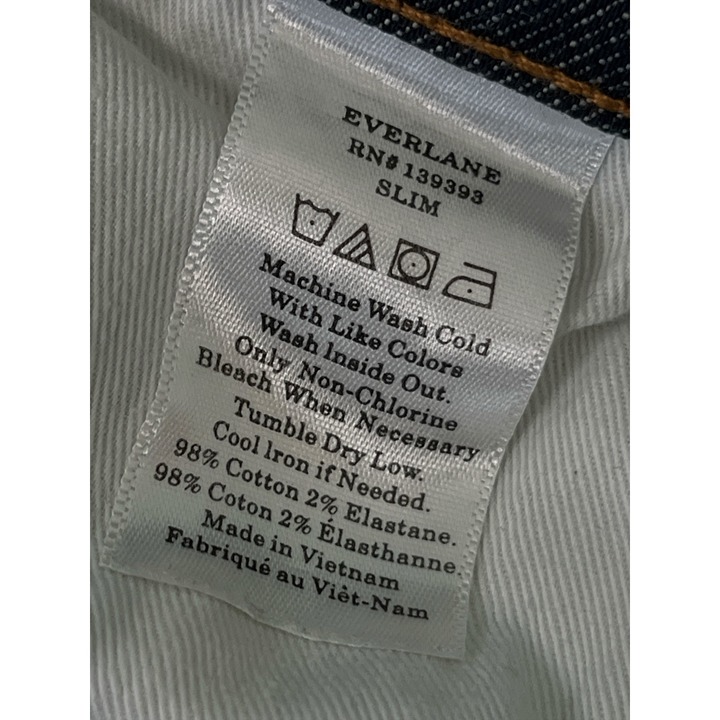 EVERLANE
RN# 139393
SLIM
Machine Wash Cold
With Like Colors
Wash Inside Out.
Only Non-Chlorine
Bleach When Necessary
Tumble Dry Low.
Cool Iron if Needed.
98% Cotton 2% Elastane.
98% Coton 2% Élasthanne.
Made in Vietnam
Fabriqué au Vièt-Nam